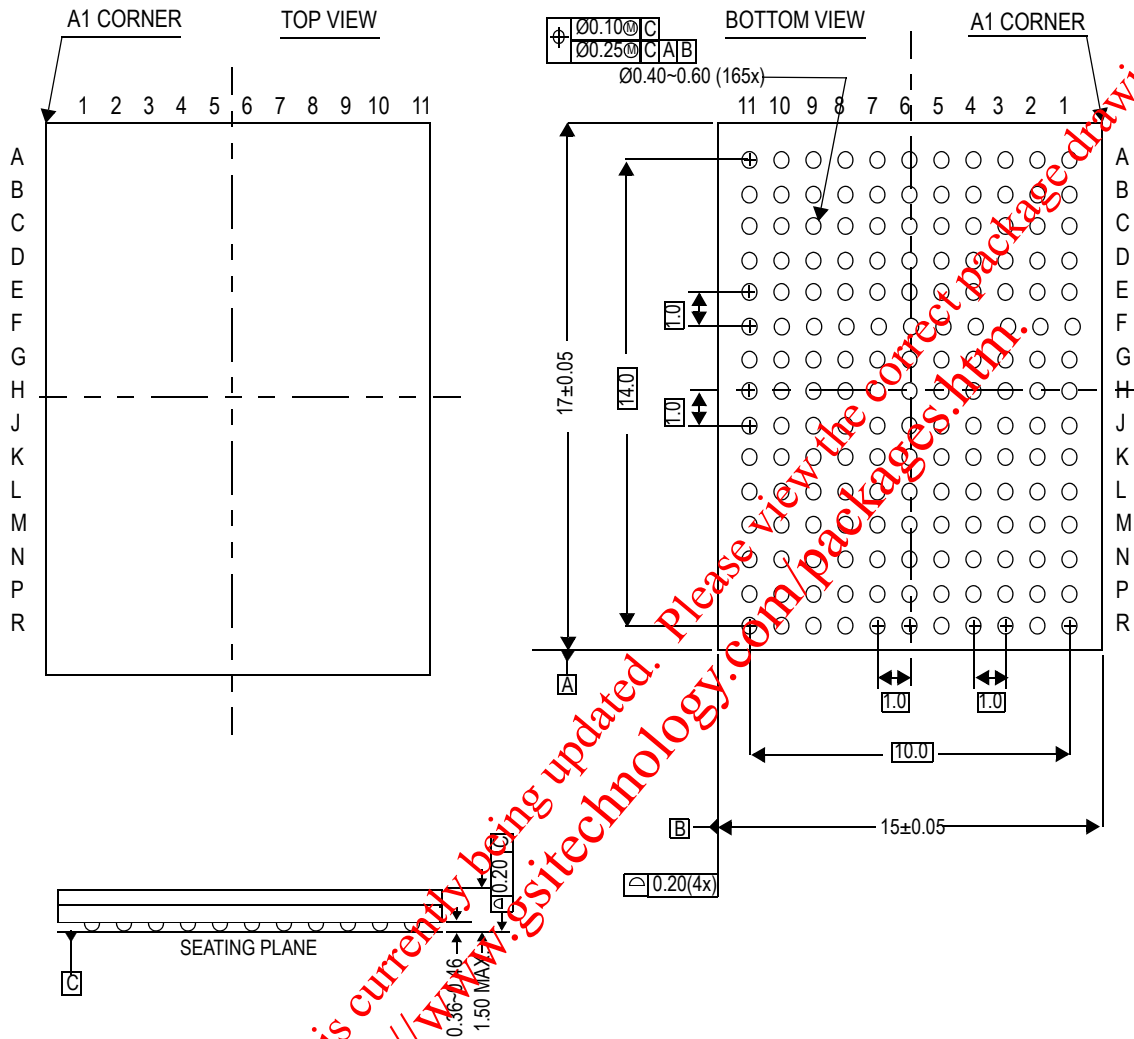 A1 CORNER
TOP VIEW
BOTTOM VIEW
A1 CORNER
Ø0.10Ⓜ C
Ø0.25Ⓜ C A B
Ø0.40~0.60 (165x)
1 2 3 4 5 6 7 8 9 10 11
A
B
C
D
E
F
G
H
J
K
L
M
N
P
R
11 10 9 8 7 6 5 4 3 2 1
A
B
C
D
E
F
G
H
J
K
L
M
N
P
R
17±0.05
14.0
1.0
1.0
A
1.0
1.0
10.0
B
15±0.05
0.20(4x)
0.20 C
SEATING PLANE
C
0.36~0.46
1.50 MAX.
is currently being updated. Please view the correct package drawi
//www.gsitechnology.com/packages.htm.